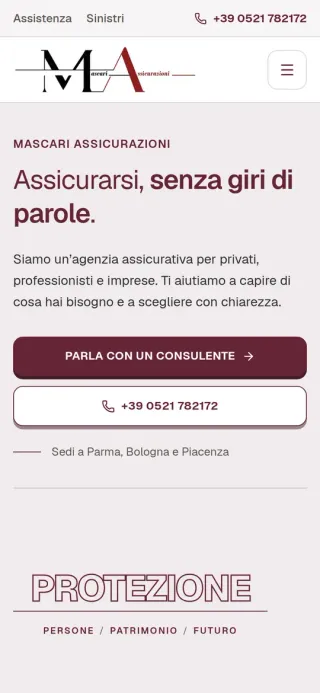 Assistenza Sinistri +39 0521 782172
MAscari Assicurazioni
MASCARI ASSICURAZIONI
Assicurarsi, senza giri di
parole.
Siamo un’agenzia assicurativa per privati,
professionisti e imprese. Ti aiutiamo a capire di
cosa hai bisogno e a scegliere con chiarezza.
PARLA CON UN CONSULENTE →
+39 0521 782172
Sedi a Parma, Bologna e Piacenza
PROTEZIONE
PERSONE / PATRIMONIO / FUTURO